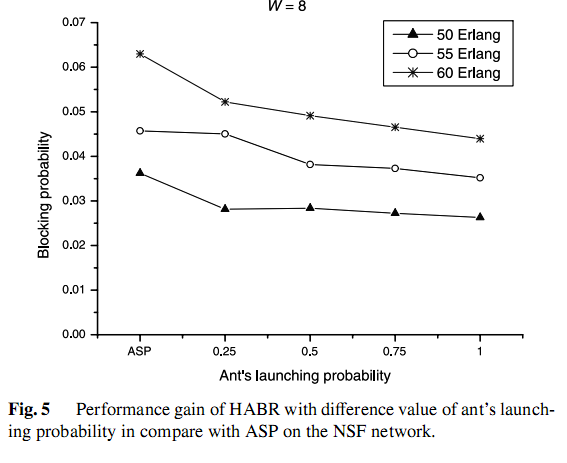 W = 8
0.07
50 Erlang
55 Erlang
60 Erlang
0.06
0.05
0.04
0.03
0.02
0.01
0.00
Blocking probability
ASP 0.25 0.5 0.75 1
Ant's launching probability
Fig. 5 Performance gain of HABR with difference value of ant's launch-
ing probability in compare with ASP on the NSF network.